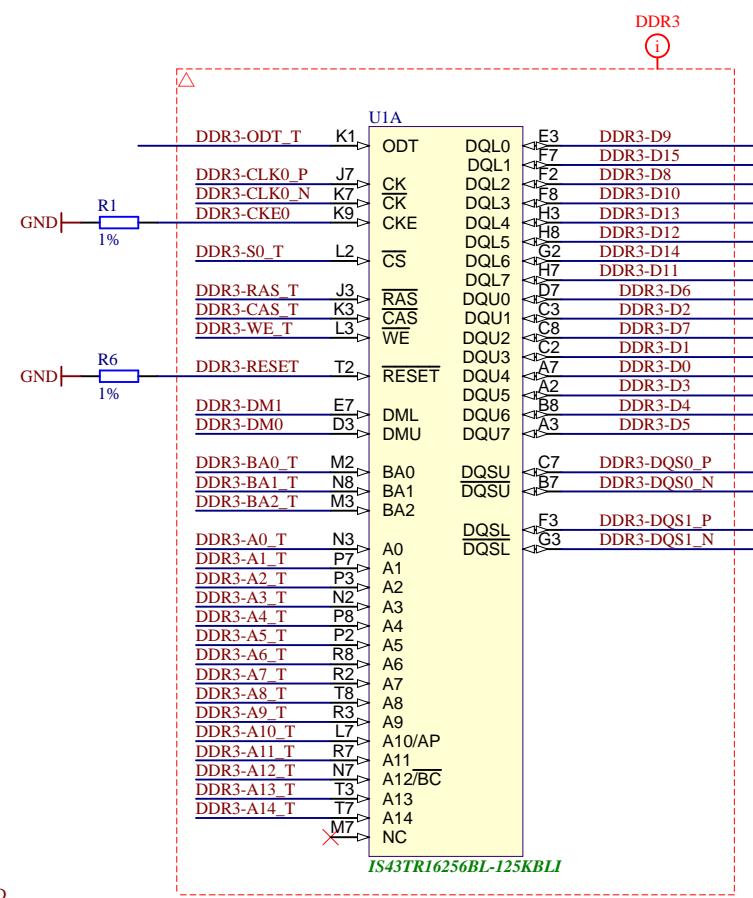 DDR3
i
U1A
DDR3-ODT_T K1 ODT DQL0 E3 DDR3-D9
DQL1 F7 DDR3-D15
DDR3-CLK0_P J7 CK DQL2 F2 DDR3-D8
DDR3-CLK0_N K7 CK DQL3 F8 DDR3-D10
GND R1 1% DDR3-CKE0 K9 CKE DQL4 H3 DDR3-D13
DQL5 H8 DDR3-D12
DDR3-S0_T L2 CS DQL6 G2 DDR3-D14
DQL7 H7 DDR3-D11
DDR3-RAS_T J3 RAS DQU0 D7 DDR3-D6
DDR3-CAS_T K3 CAS DQU1 C3 DDR3-D2
DDR3-WE_T L3 WE DQU2 C8 DDR3-D7
DQU3 C2 DDR3-D1
GND R6 1% DDR3-RESET T2 RESET DQU4 A7 DDR3-D0
DQU5 A2 DDR3-D3
DDR3-DM1 E7 DML DQU6 B8 DDR3-D4
DDR3-DM0 D3 DMU DQU7 A3 DDR3-D5
DDR3-BA0_T M2 BA0 DQSU C7 DDR3-DQS0_P
DDR3-BA1_T N8 BA1 DQSU B7 DDR3-DQS0_N
DDR3-BA2_T M3 BA2
DQSL F3 DDR3-DQS1_P
DDR3-A0_T N3 A0 DQSL G3 DDR3-DQS1_N
DDR3-A1_T P7 A1
DDR3-A2_T P3 A2
DDR3-A3_T N2 A3
DDR3-A4_T P8 A4
DDR3-A5_T P2 A5
DDR3-A6_T R8 A6
DDR3-A7_T R2 A7
DDR3-A8_T T8 A8
DDR3-A9_T R3 A9
DDR3-A10_T L7 A10/AP
DDR3-A11_T R7 A11
DDR3-A12_T N7 A12/BC
DDR3-A13_T T3 A13
DDR3-A14_T T7 A14
M7 NC
IS43TR16256BL-125KBLI